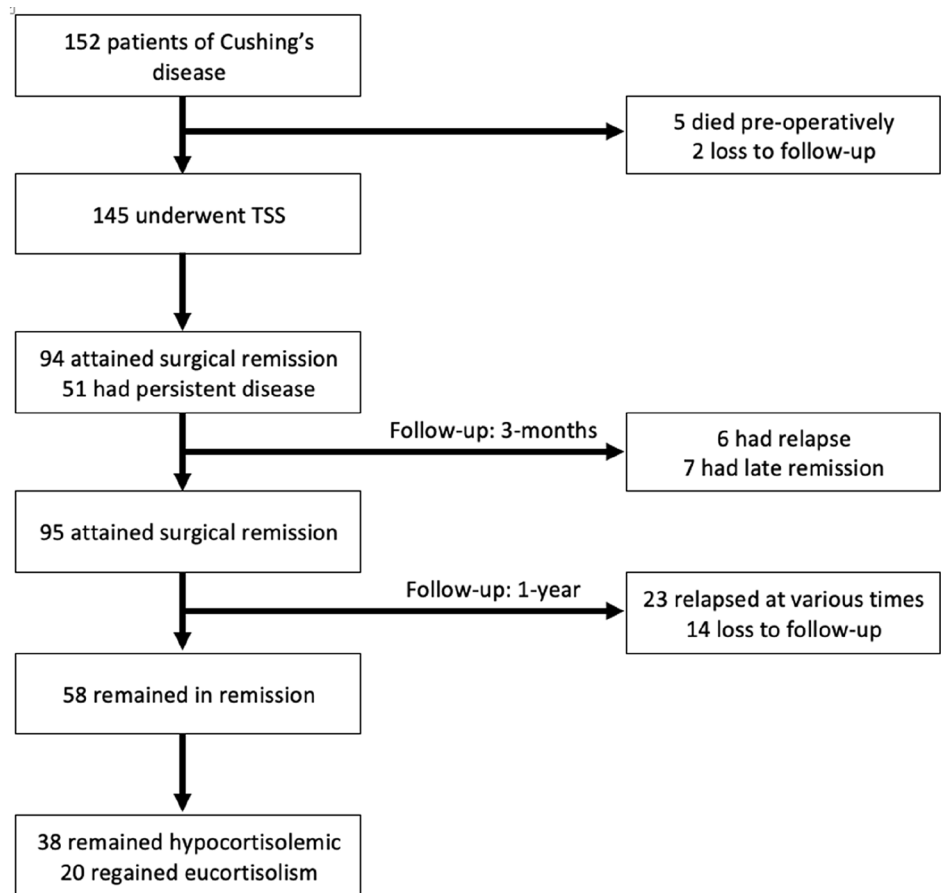 152 patients of Cushing's
disease
5 died pre-operatively
2 loss to follow-up
145 underwent TSS
94 attained surgical remission
51 had persistent disease
Follow-up: 3-months
6 had relapse
7 had late remission
95 attained surgical remission
Follow-up: 1-year
23 relapsed at various times
14 loss to follow-up
58 remained in remission
38 remained hypocortisolemic
20 regained eucortisolism